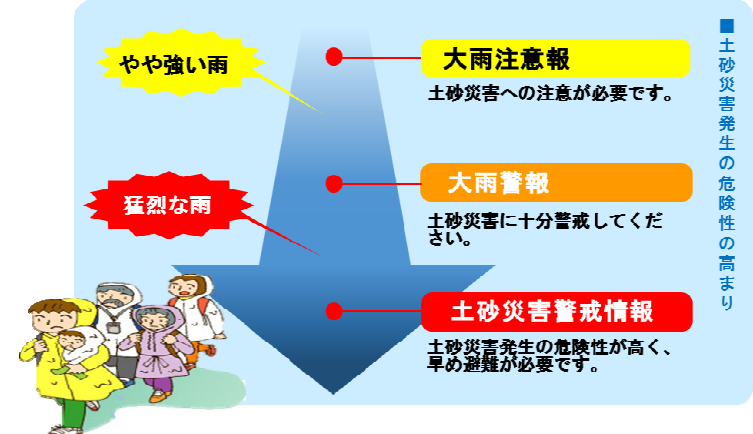 ■土砂災害発生の危険性の高まり
やや強い雨
大雨注意報
土砂災害への注意が必要です。
大雨警報
猛烈な雨
土砂災害に十分警戒してくだ
さい。
土砂災害警戒情報
土砂災害発生の危険性が高く、
早め避難が必要です。